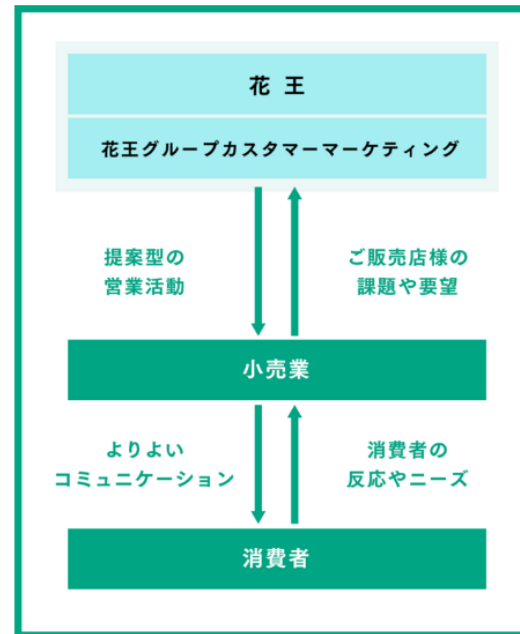 花王
花王グループカスタマーマーケティング
提案型の
営業活動
ご販売店様の
課題や要望
小売業
よりよい
コミュニケーション
消費者の
反応やニーズ
消費者